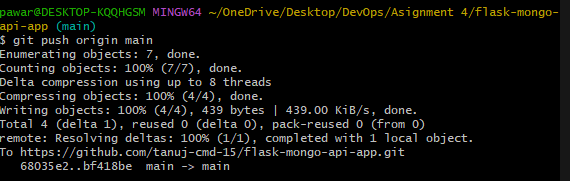 pawar@DESKTOP-KQQHGSM MINGW64 ~/OneDrive/Desktop/DevOps/Asignment 4/flask-mongo-
api-app (main)
$ git push origin main
Enumerating objects: 7, done.
Counting objects: 100% (7/7), done.
Delta compression using up to 8 threads
Compressing objects: 100% (4/4), done.
Writing objects: 100% (4/4), 439 bytes | 439.00 KiB/s, done.
Total 4 (delta 1), reused 0 (delta 0), pack-reused 0 (from 0)
remote: Resolving deltas: 100% (1/1), completed with 1 local object.
To https://github.com/tanuj-cmd-15/flask-mongo-api-app.git
   68035e2..bf418be  main -> main